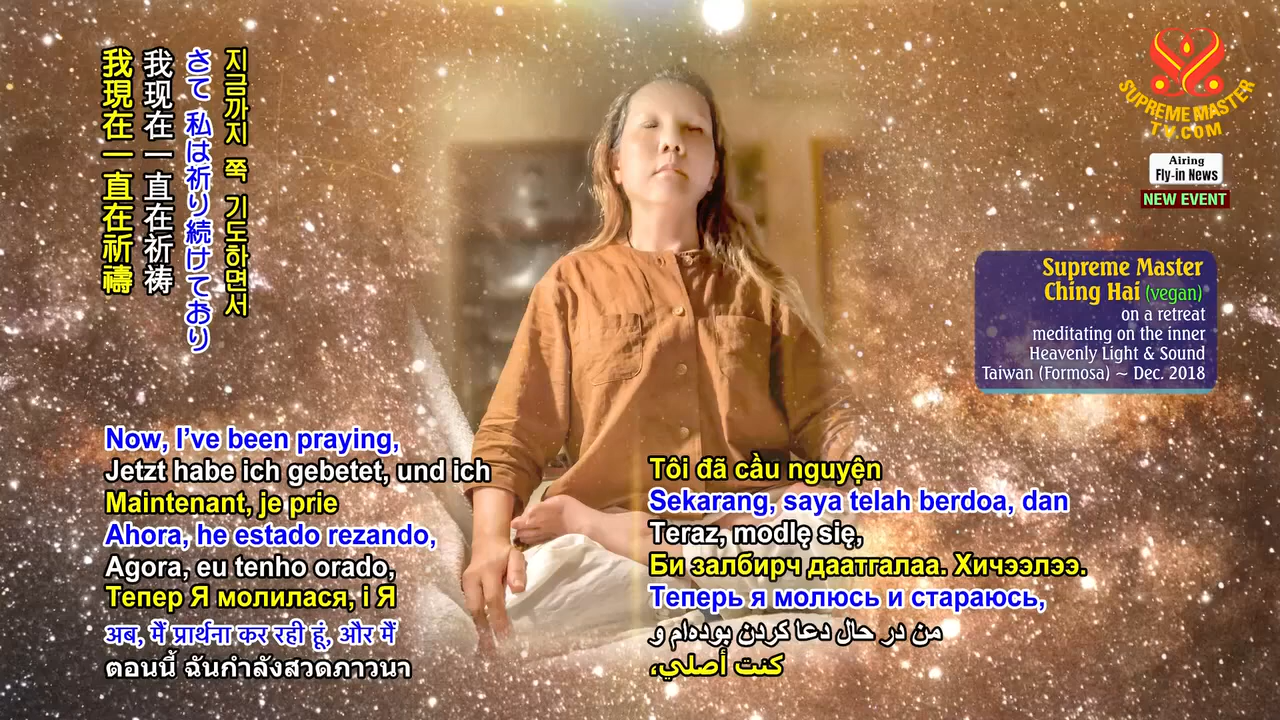 我現在一直在祈禱
我现在一直在祈祷
さて 私は祈り続けており
지금까지 쭉 기도하면서
SUPREME MASTER
TV.COM
Airing
Fly-in News
NEW EVENT
Supreme Master
Ching Hai (vegan)
on a retreat
meditating on the inner
Heavenly Light & Sound
Taiwan (Formosa) ~ Dec. 2018
Now, I’ve been praying,
Jetzt habe ich gebetet, und ich
Maintenant, je prie
Ahora, he estado rezando,
Agora, eu tenho orado,
Тепер Я молилася, і Я
अब, मैं प्रार्थना कर रही हूं, और मैं
ตอนนี้ ฉันกำลังสวดภาวนา
Tôi đã cầu nguyện
Sekarang, saya telah berdoa, dan
Teraz, modlę się,
Би залбирч даатгалаа. Хичээлээ.
Теперь я молюсь и стараюсь,
من در حال دعا کردن بوده‌ام و
كنت أصلي،